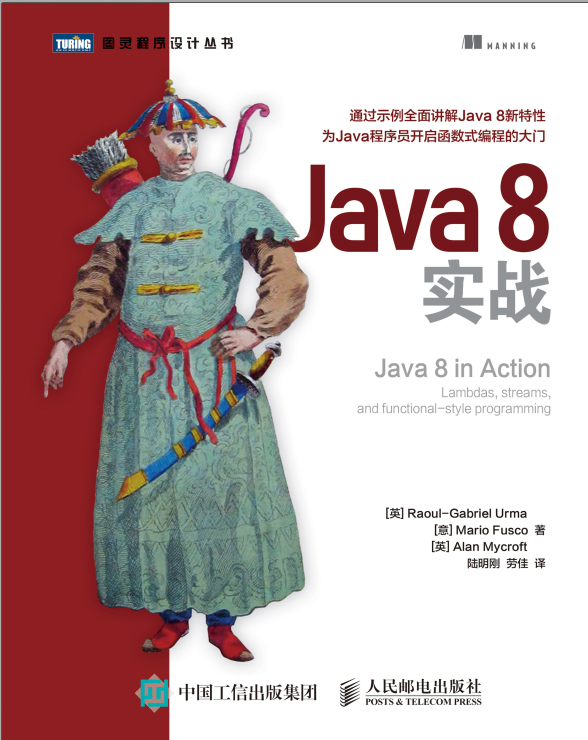 TURING 图灵程序设计丛书
MANNING
通过示例全面讲解Java 8新特性
为Java程序员开启函数式编程的大门
Java 8
实战
Java 8 in Action
Lambdas, streams,
and functional-style programming
[英] Raoul-Gabriel Urma
[意] Mario Fusco 著
[英] Alan Mycroft
陆明刚 劳佳 译
中国工信出版集团
人民邮电出版社
POSTS & TELECOM PRESS